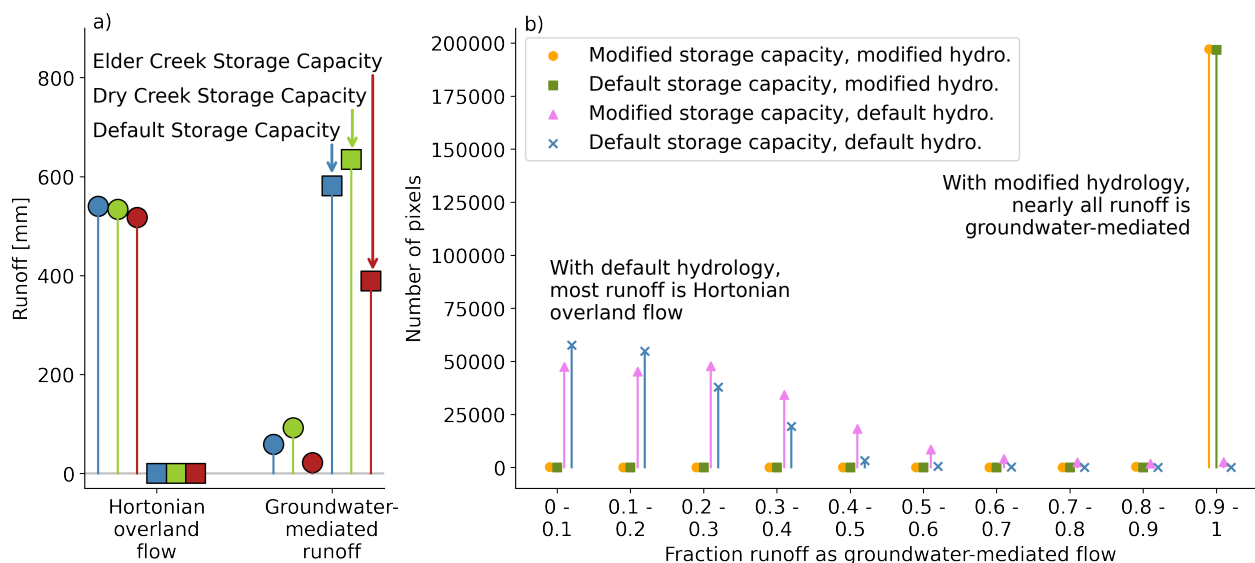 a)
Elder Creek Storage Capacity
Dry Creek Storage Capacity
Default Storage Capacity
Runoff [mm]
800
600
400
200
0
Hortonian
overland
flow
Groundwater-
mediated
runoff
b)
Modified storage capacity, modified hydro.
Default storage capacity, modified hydro.
Modified storage capacity, default hydro.
Default storage capacity, default hydro.
Number of pixels
200000
175000
150000
125000
100000
75000
50000
25000
0
With default hydrology,
most runoff is Hortonian
overland flow
With modified hydrology,
nearly all runoff is
groundwater-mediated
0 -
0.1
0.1 -
0.2
0.2 -
0.3
0.3 -
0.4
0.4 -
0.5
0.5 -
0.6
0.6 -
0.7
0.7 -
0.8
0.8 -
0.9
0.9 -
1
Fraction runoff as groundwater-mediated flow